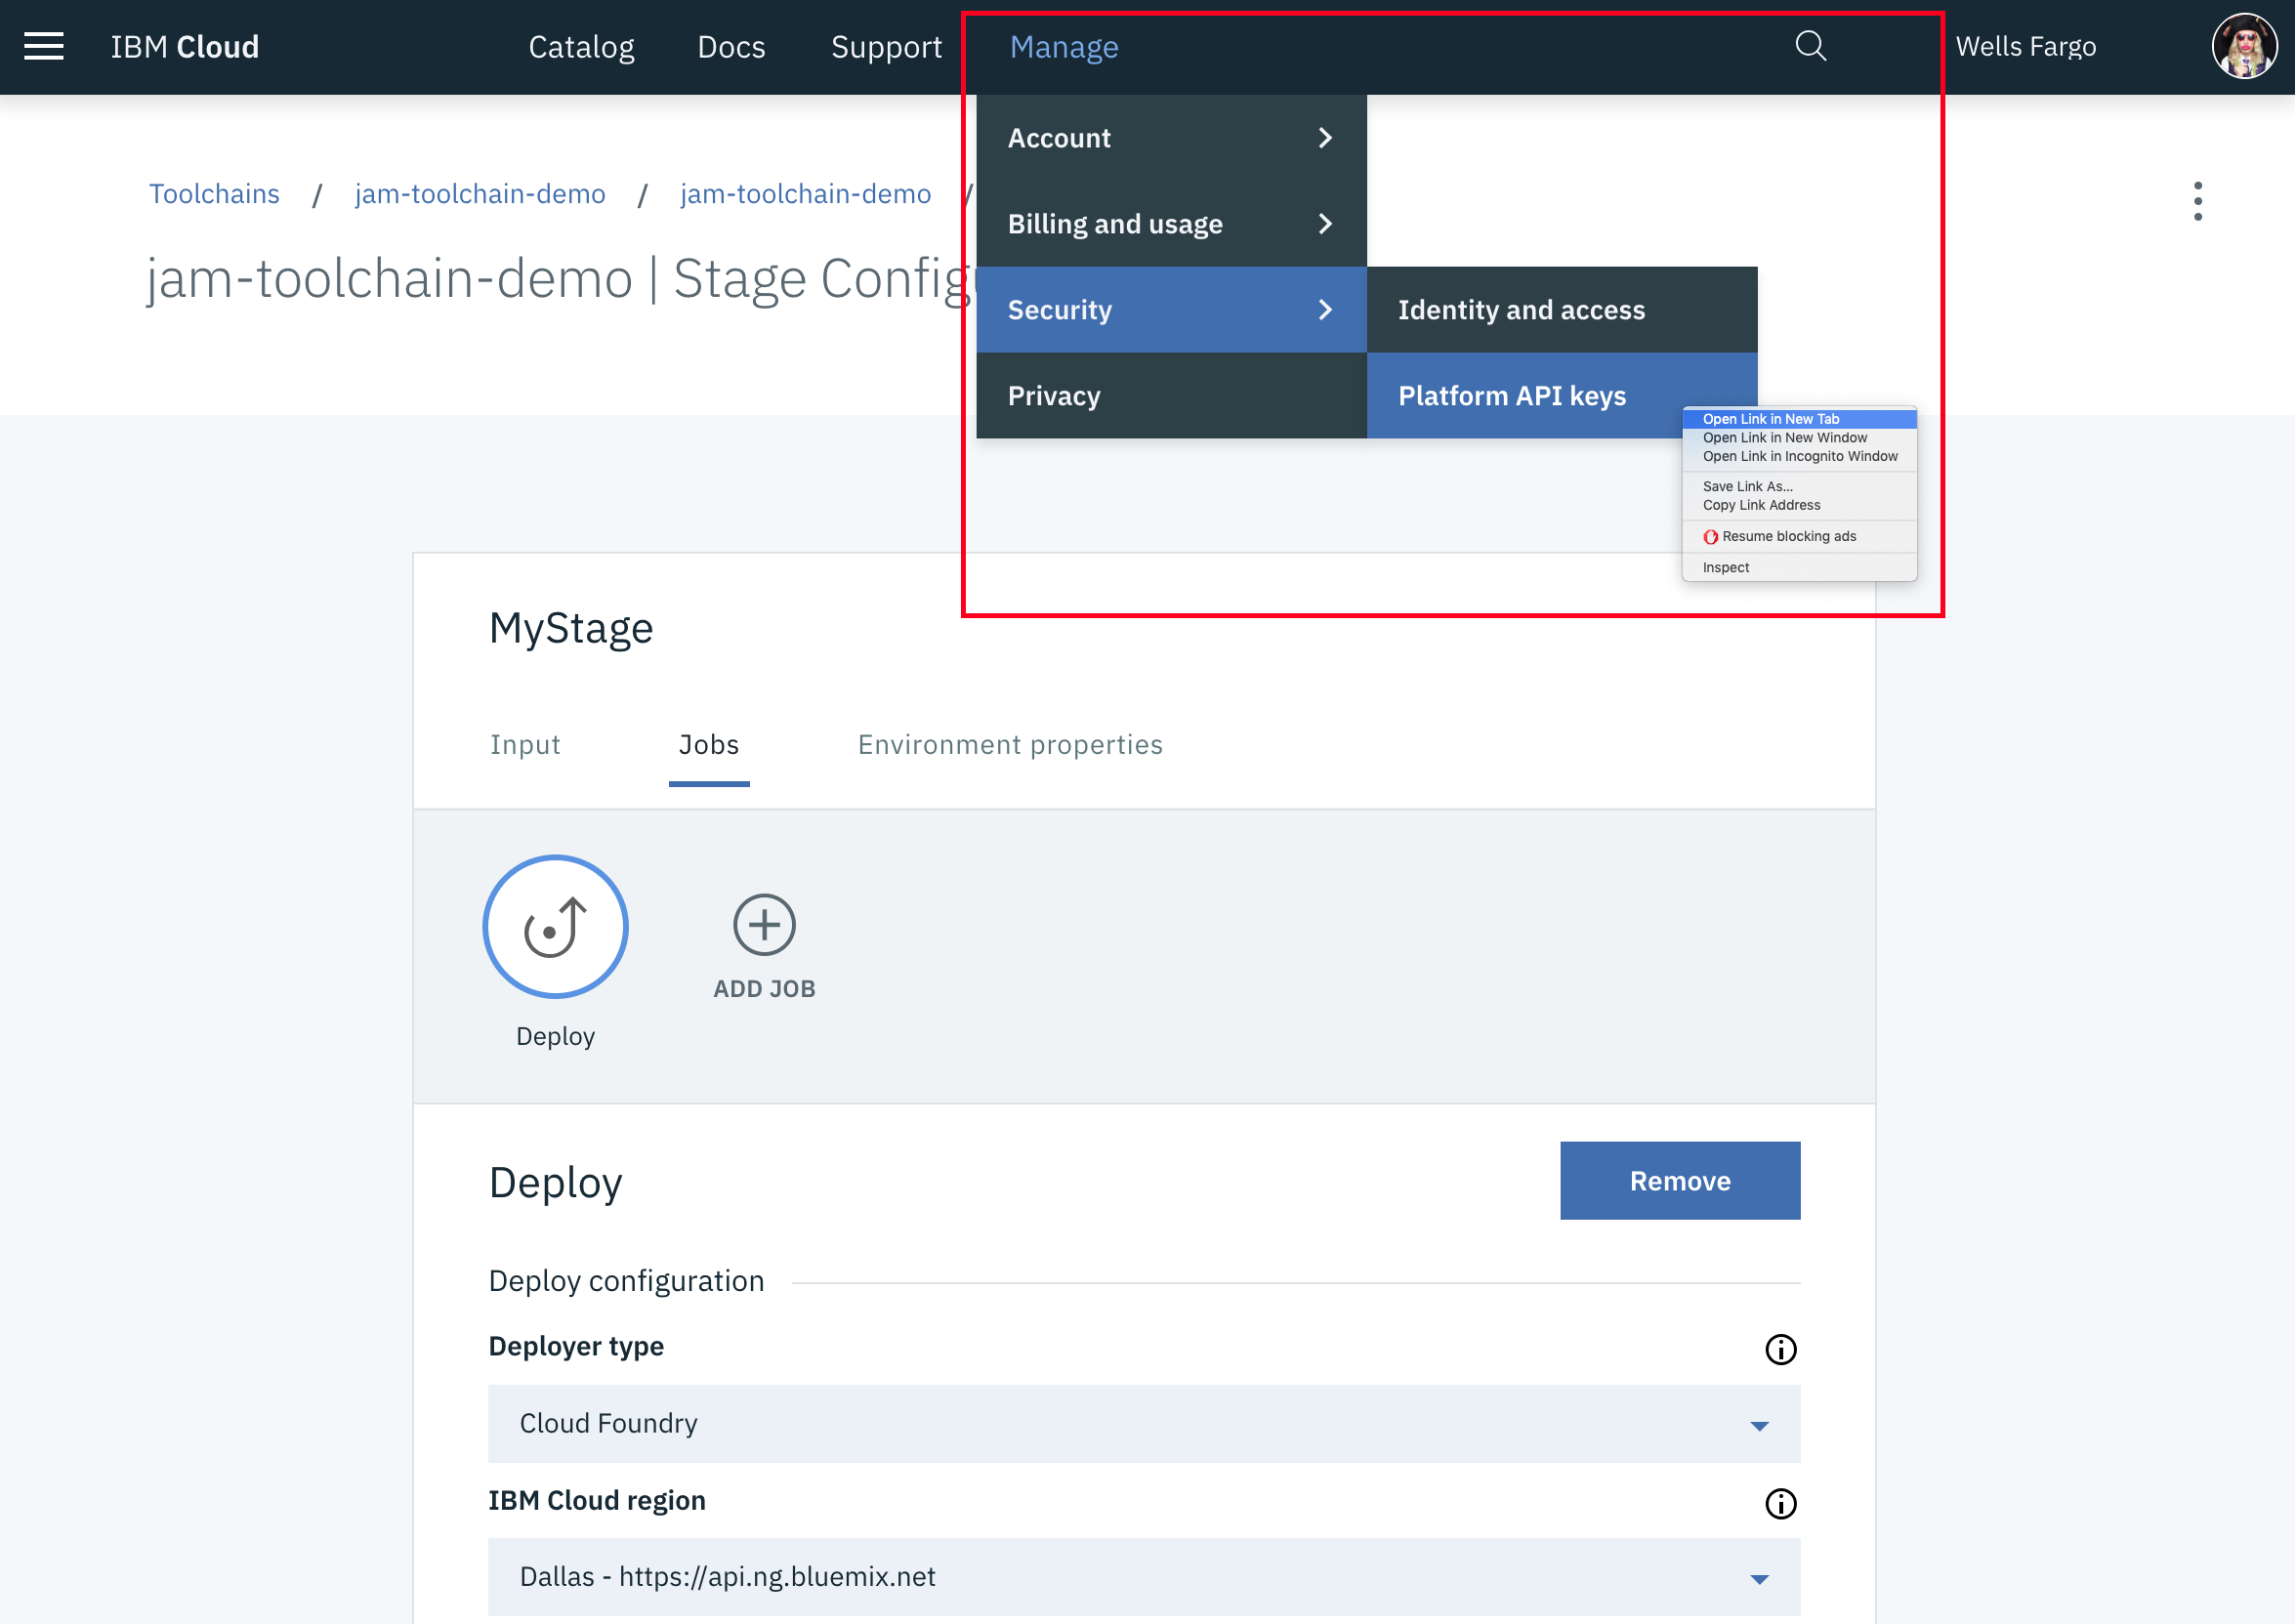 IBM Cloud
Catalog
Docs
Support
Manage
Wells Fargo
Account
Billing and usage
Security
Privacy
Identity and access
Platform API keys
Open Link in New Tab
Open Link in New Window
Open Link in Incognito Window
Save Link As...
Copy Link Address
Resume blocking ads
Inspect
Toolchains / jam-toolchain-demo / jam-toolchain-demo /
jam-toolchain-demo | Stage Config
MyStage
Input
Jobs
Environment properties
Deploy
ADD JOB
Deploy
Remove
Deploy configuration
Deployer type
Cloud Foundry
IBM Cloud region
Dallas - https://api.ng.bluemix.net